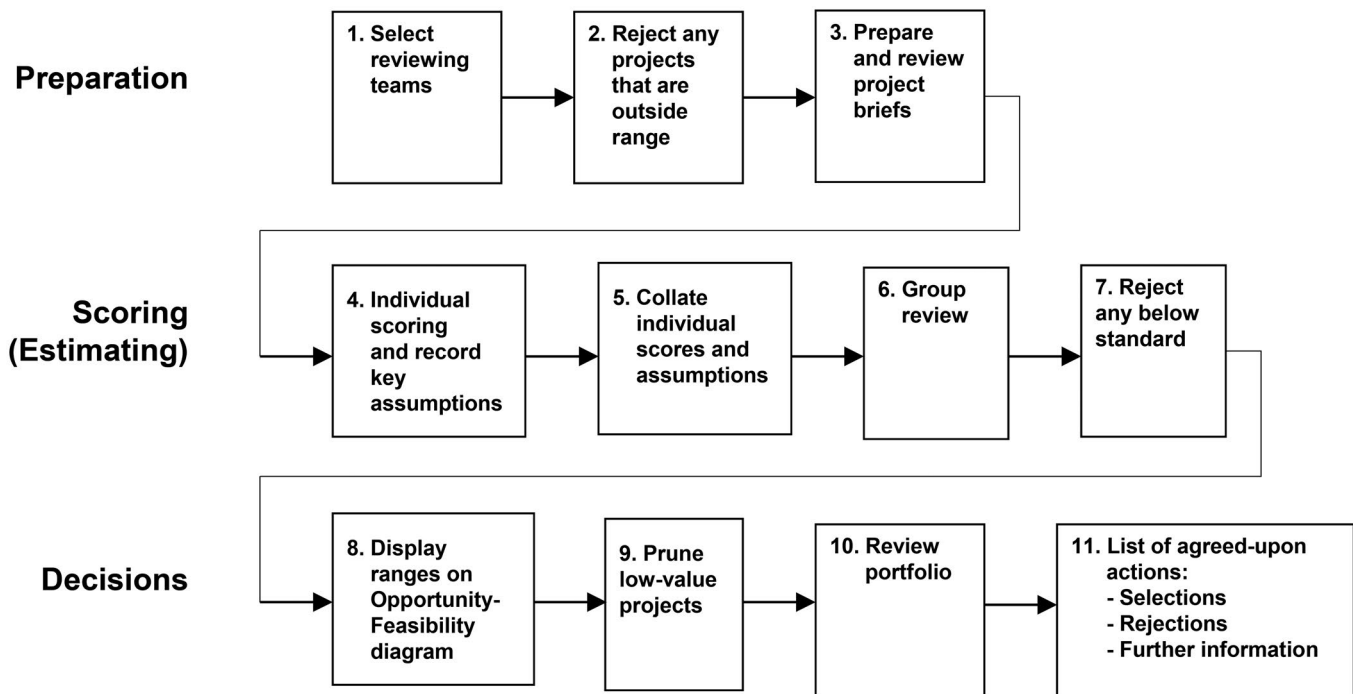 Preparation
1. Select
reviewing
teams
2. Reject any
projects
that are
outside
range
3. Prepare
and review
project
briefs
Scoring
(Estimating)
4. Individual
scoring
and record
key
assumptions
5. Collate
individual
scores and
assumptions
6. Group
review
7. Reject
any below
standard
Decisions
8. Display
ranges on
Opportunity-
Feasibility
diagram
9. Prune
low-value
projects
10. Review
portfolio
11. List of agreed-upon
actions:
- Selections
- Rejections
- Further information